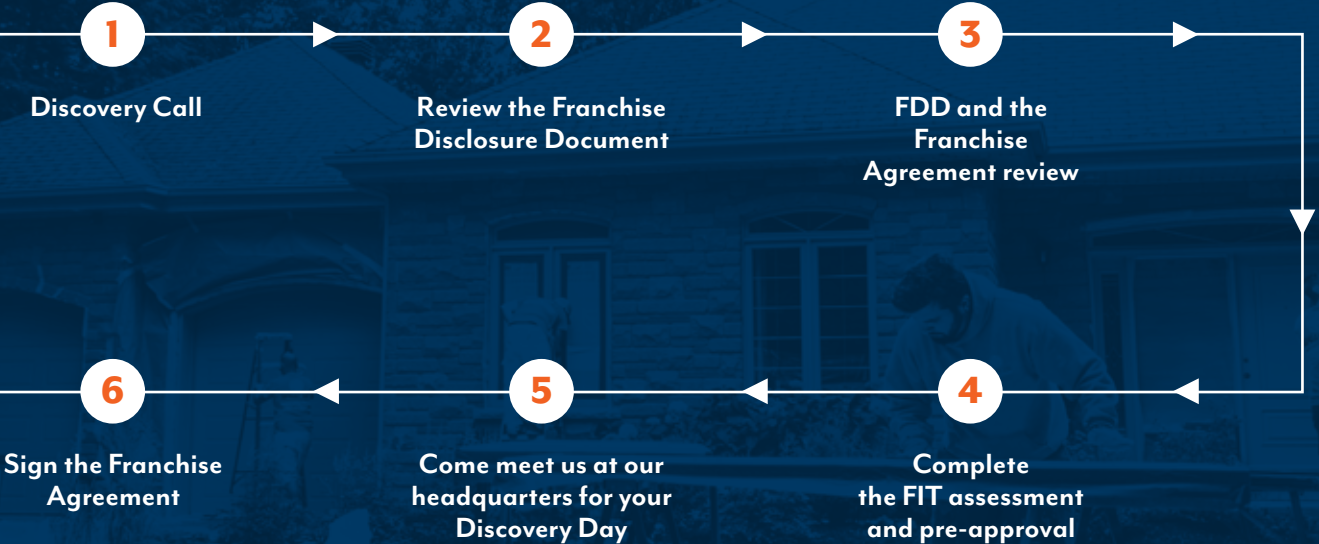 1
Discovery Call
2
Review the Franchise
Disclosure Document
3
FDD and the
Franchise
Agreement review
4
Complete
the FIT assessment
and pre-approval
5
Come meet us at our
headquarters for your
Discovery Day
6
Sign the Franchise
Agreement